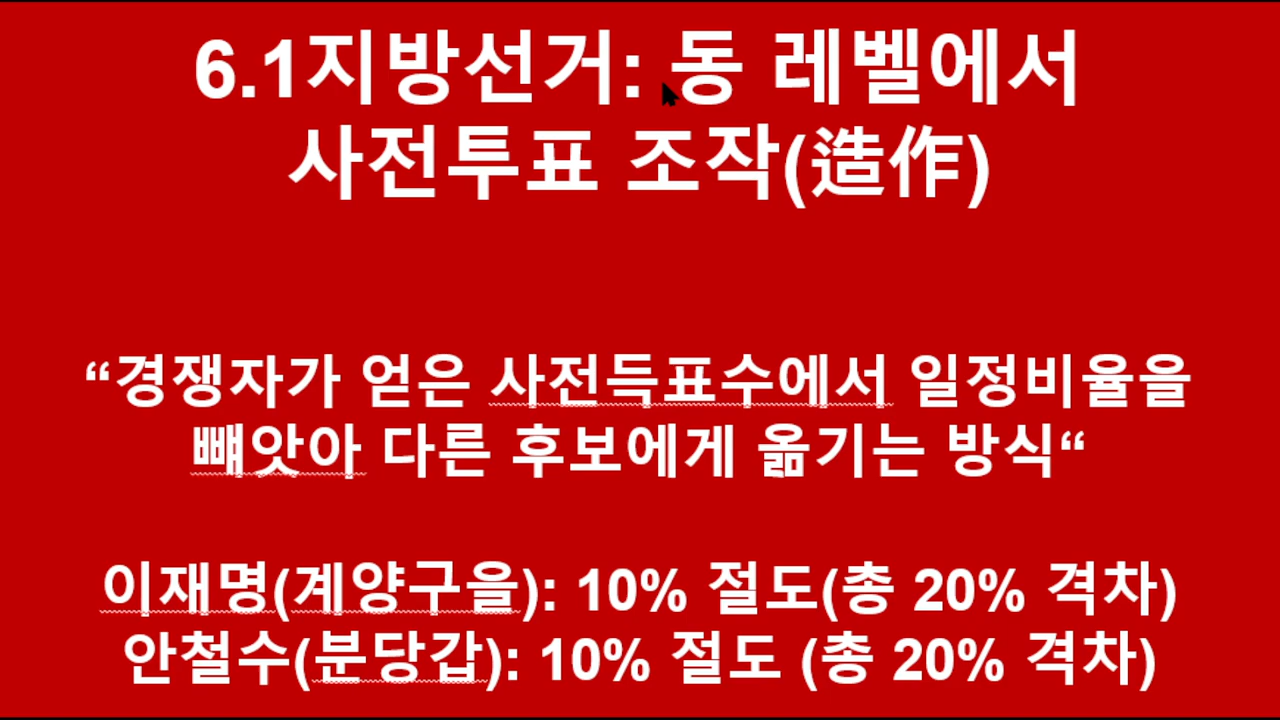 6.1지방선거: 동 레벨에서
사전투표 조작(造作)
“경쟁자가 얻은 사전득표수에서 일정비율을
빼앗아 다른 후보에게 옮기는 방식“
이재명(계양구을): 10% 절도(총 20% 격차)
안철수(분당갑): 10% 절도 (총 20% 격차)